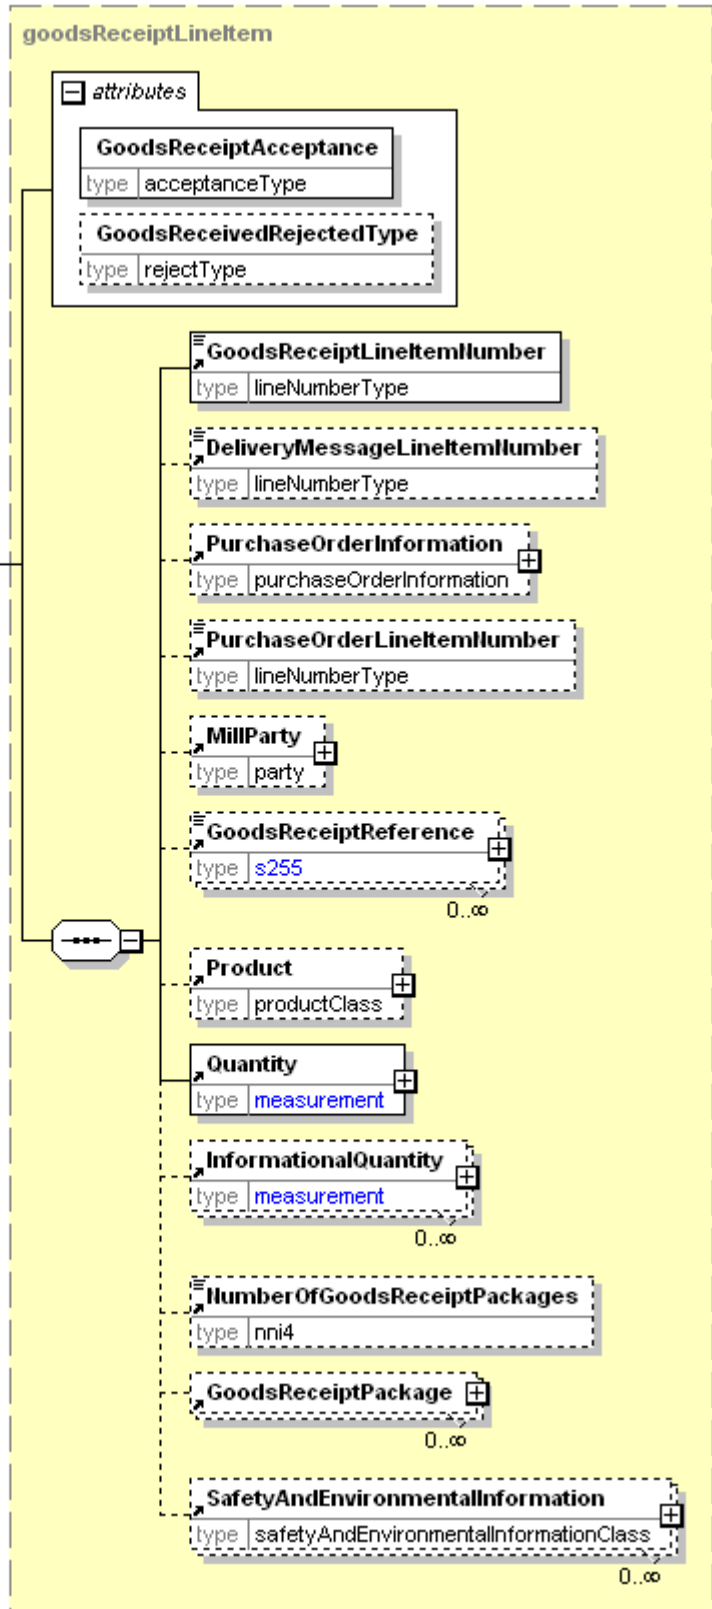 goodsReceiptLineItem
attributes
GoodsReceiptAcceptance
type acceptanceType
GoodsReceivedRejectedType
type rejectType
GoodsReceiptLineItemNumber
type lineNumberType
DeliveryMessageLineItemNumber
type lineNumberType
PurchaseOrderInformation
type purchaseOrderInformation
PurchaseOrderLineItemNumber
type lineNumberType
MillParty
type party
GoodsReceiptReference
type s255
0..∞
Product
type productClass
Quantity
type measurement
InformationalQuantity
type measurement
0..∞
NumberOfGoodsReceiptPackages
type nni4
GoodsReceiptPackage
0..∞
SafetyAndEnvironmentalInformation
type safetyAndEnvironmentalInformationClass
0..∞